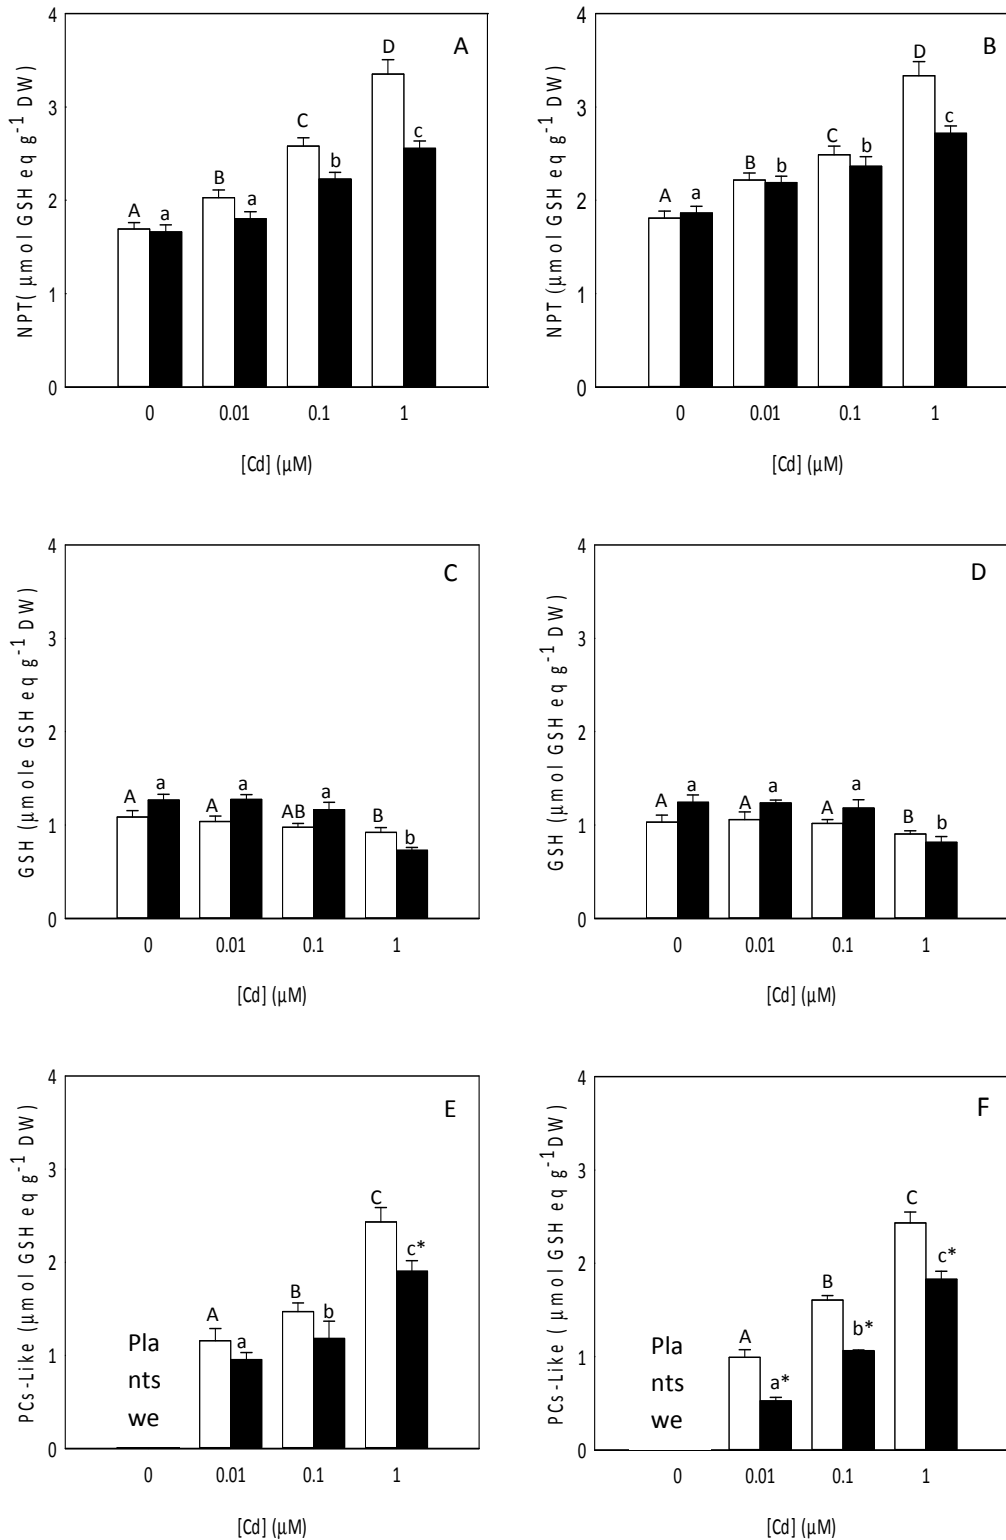 4
3
2
1
0
NPT( μmol GSH eq g⁻¹ DW)
A
A a B a C b D c
0 0.01 0.1 1
[Cd] (μM)
4
3
2
1
0
NPT (μmol GSH eq g⁻¹ DW)
B
A a B b C b D c
0 0.01 0.1 1
[Cd] (μM)
4
3
2
1
0
GSH (μmole GSH eq g⁻¹ DW)
C
A a A a AB a B b
0 0.01 0.1 1
[Cd] (μM)
4
3
2
1
0
GSH (μmol GSH eq g⁻¹ DW)
D
A a A a A a B b
0 0.01 0.1 1
[Cd] (μM)
4
3
2
1
0
PCs-Like (μmol GSH eq g⁻¹ DW)
E
Pla
nts
we
A a B b C c*
0 0.01 0.1 1
[Cd] (μM)
4
3
2
1
0
PCs-Like ( μmol GSH eq g⁻¹DW)
F
Pla
nts
we
A a* B b* C c*
0 0.01 0.1 1
[Cd] (μM)